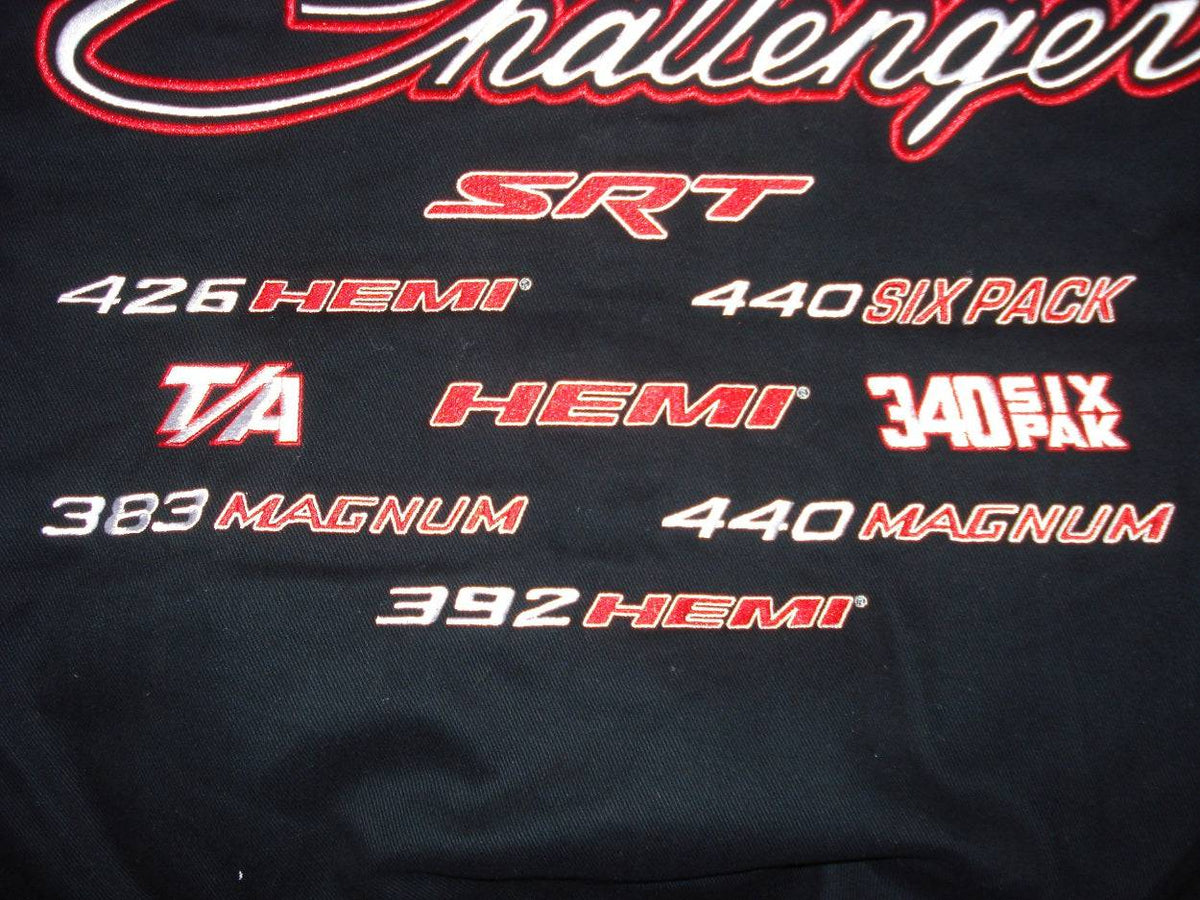 Challenger
SRT
426 HEMI® 440 SIX PACK
T/A HEMI® 340 SIX PAK
383 MAGNUM 440 MAGNUM
392 HEMI®